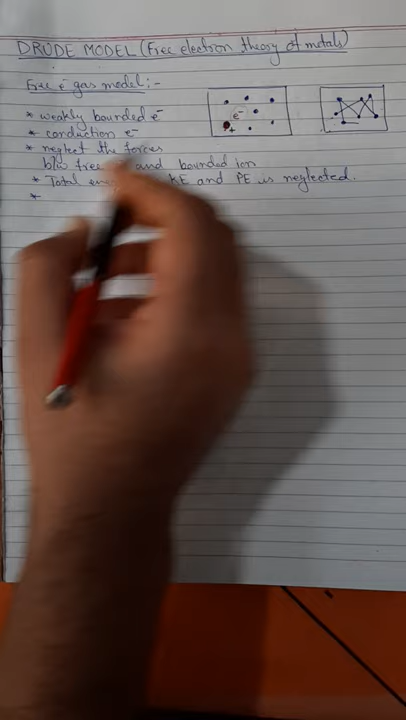 DRUDE MODEL (Free electron theory of metals)
Free e⁻ gas model:-
* weakly bounded e⁻
* conduction e⁻
* neglect the forces
b/w free and bounded ion
* Total KE and PE is neglected.
*
e⁻
+